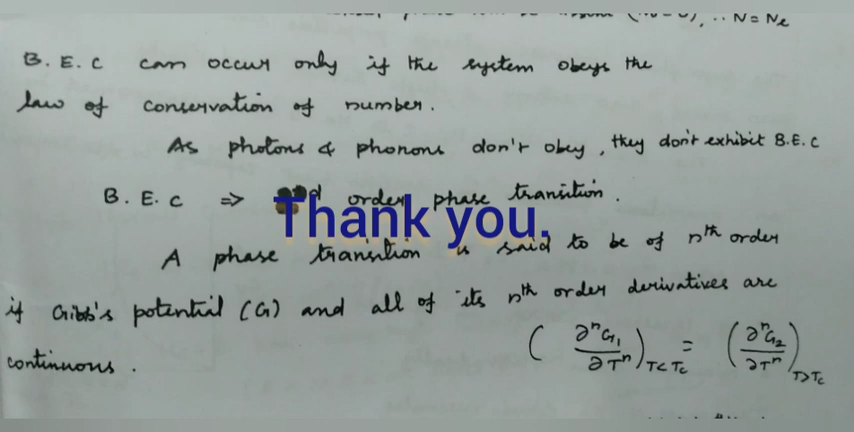 N = Ne
B. E. C can occur only if the system obeys the
law of conservation of number.
As photons & phonons don't obey, they don't exhibit B.E.C
B. E. C ⇒ order phase transition.
Thank you.
A phase transition is said to be of nth order
if Gibb's potential (G) and all of its nth order derivatives are
continuous. (∂ⁿG₁/∂Tⁿ)T<Tc = (∂ⁿG₂/∂Tⁿ)T>Tc